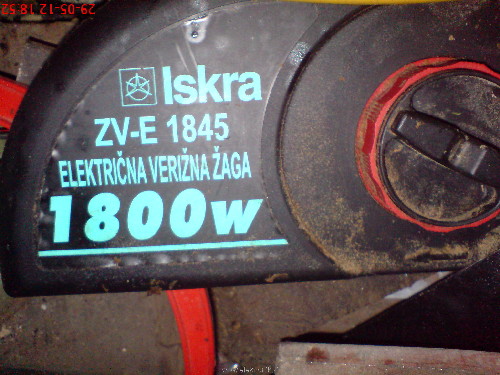 29-05-12 18:52
Iskra
ZV-E 1845
ELEKTRIČNA VERIŽNA ŽAGA
1800W